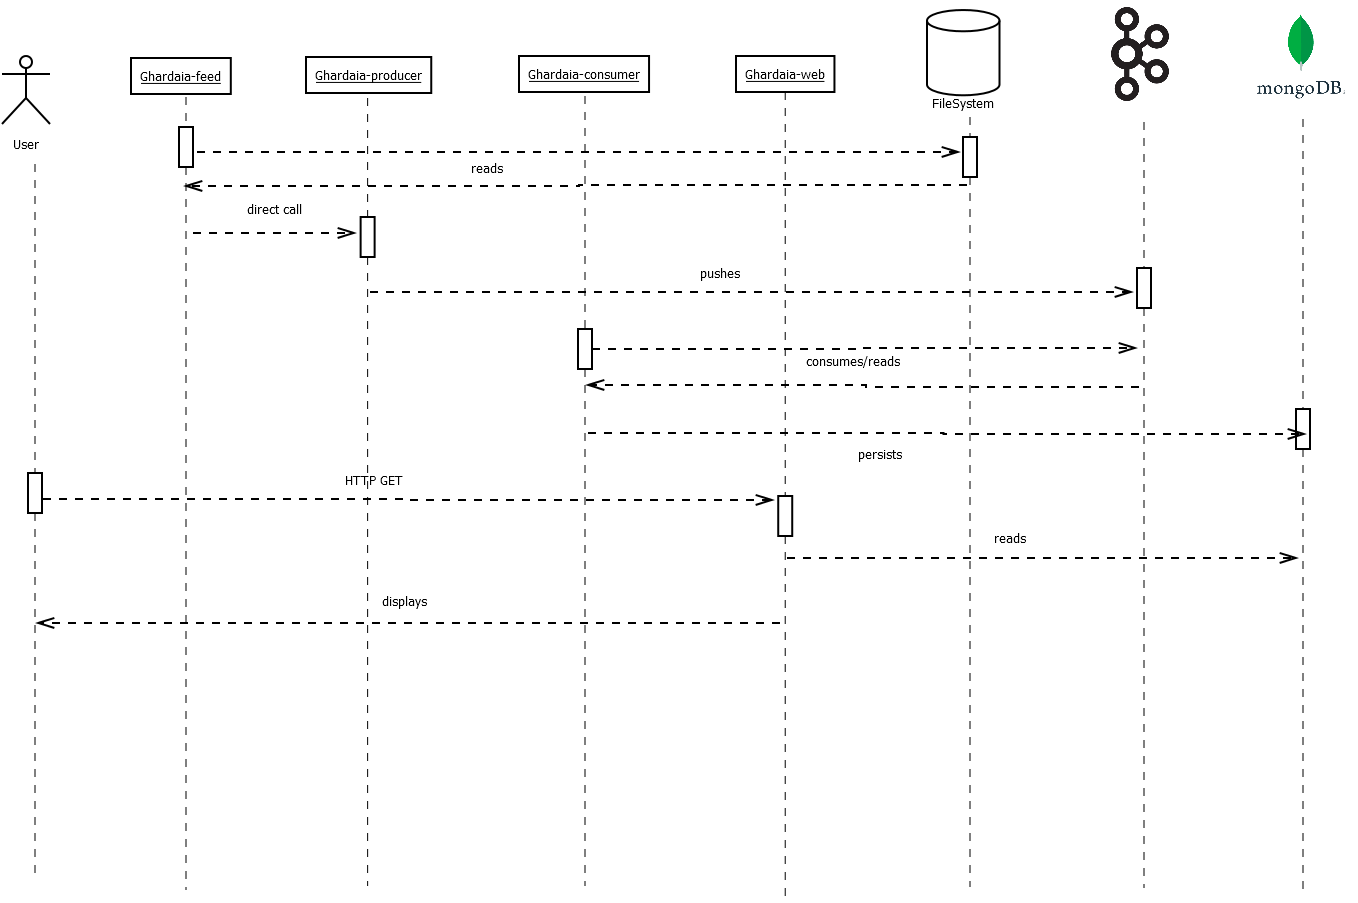 User
Ghardaia-feed
Ghardaia-producer
Ghardaia-consumer
Ghardaia-web
FileSystem
mongoDB
reads
direct call
pushes
consumes/reads
persists
HTTP GET
reads
displays